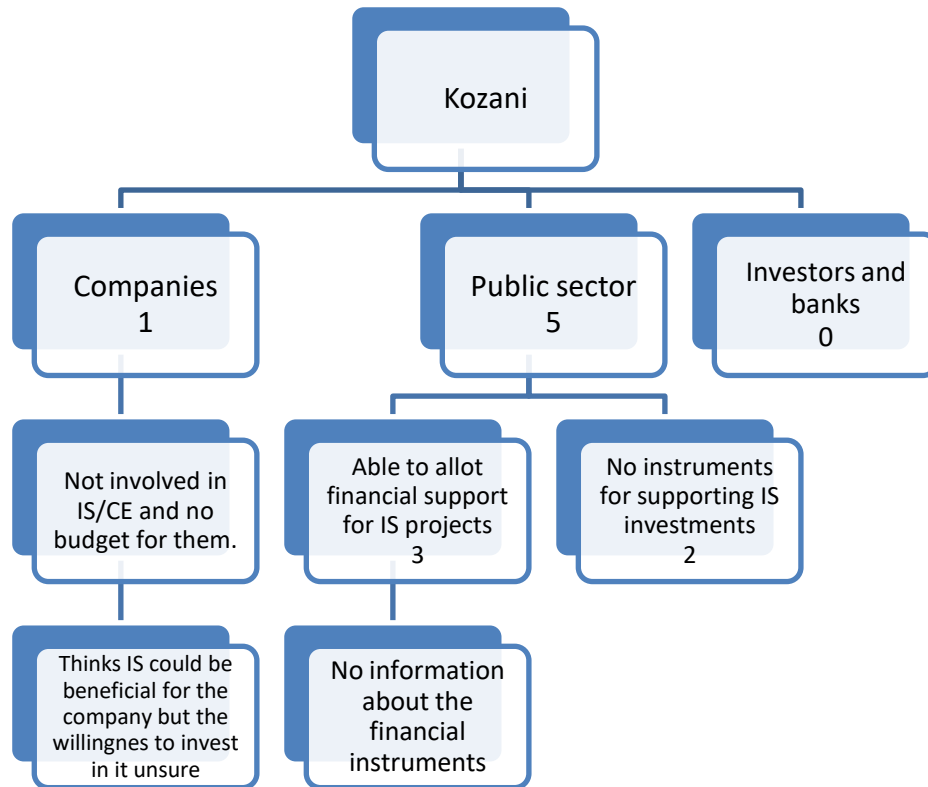 Kozani
Companies
1
Public sector
5
Investors and
banks
0
Not involved in
IS/CE and no
budget for them.
Able to allot
financial support
for IS projects
3
No instruments
for supporting IS
investments
2
Thinks IS could be
beneficial for the
company but the
willingnes to invest
in it unsure
No information
about the
financial
instruments